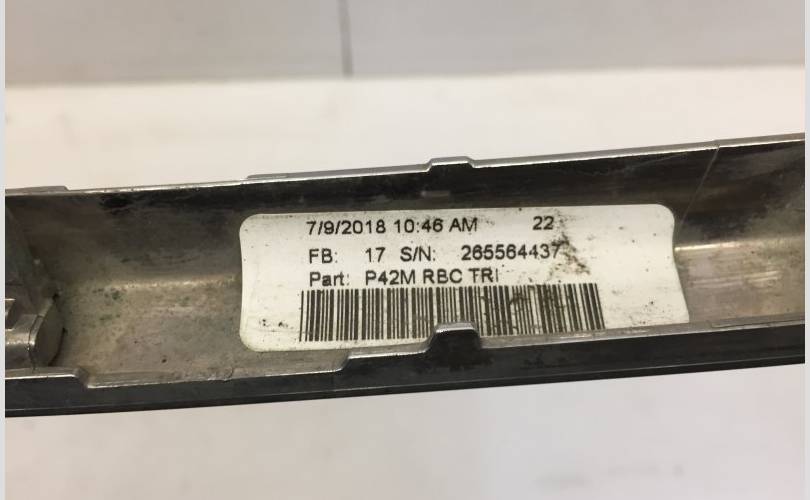 7/9/2018 10:46 AM 22
FB: 17 S/N: 265564437
Part: P42M RBC TRI